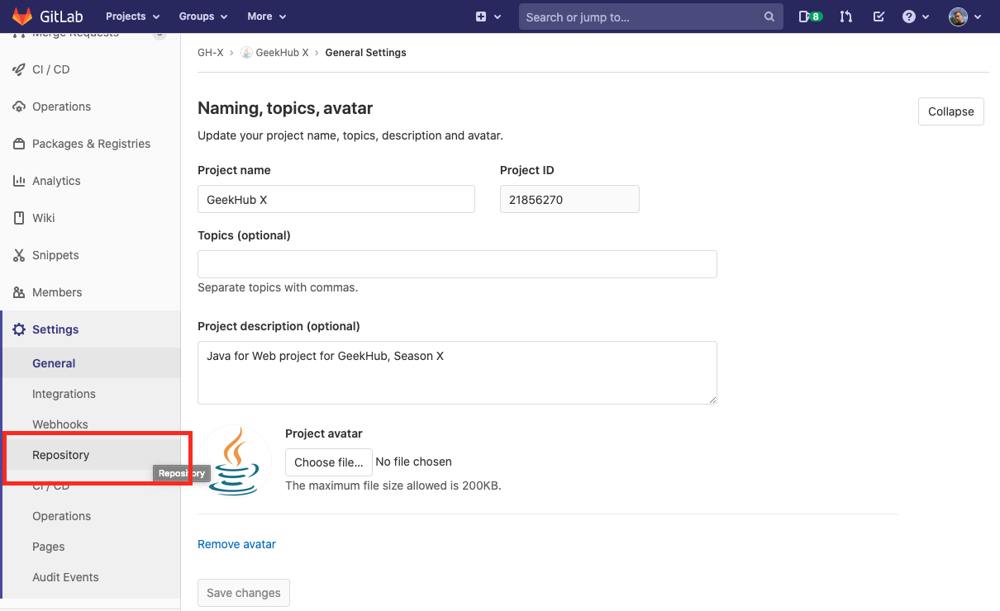 GitLab Projects Groups More Search or jump to... 8
Merge Requests
CI / CD
Operations
Packages & Registries
Analytics
Wiki
Snippets
Members
Settings
General
Integrations
Webhooks
Repository
Repository
CI / CD
Operations
Pages
Audit Events
GH-X › GeekHub X › General Settings
Naming, topics, avatar
Collapse
Update your project name, topics, description and avatar.
Project name Project ID
GeekHub X 21856270
Topics (optional)
Separate topics with commas.
Project description (optional)
Java for Web project for GeekHub, Season X
Project avatar
Choose file... No file chosen
The maximum file size allowed is 200KB.
Remove avatar
Save changes